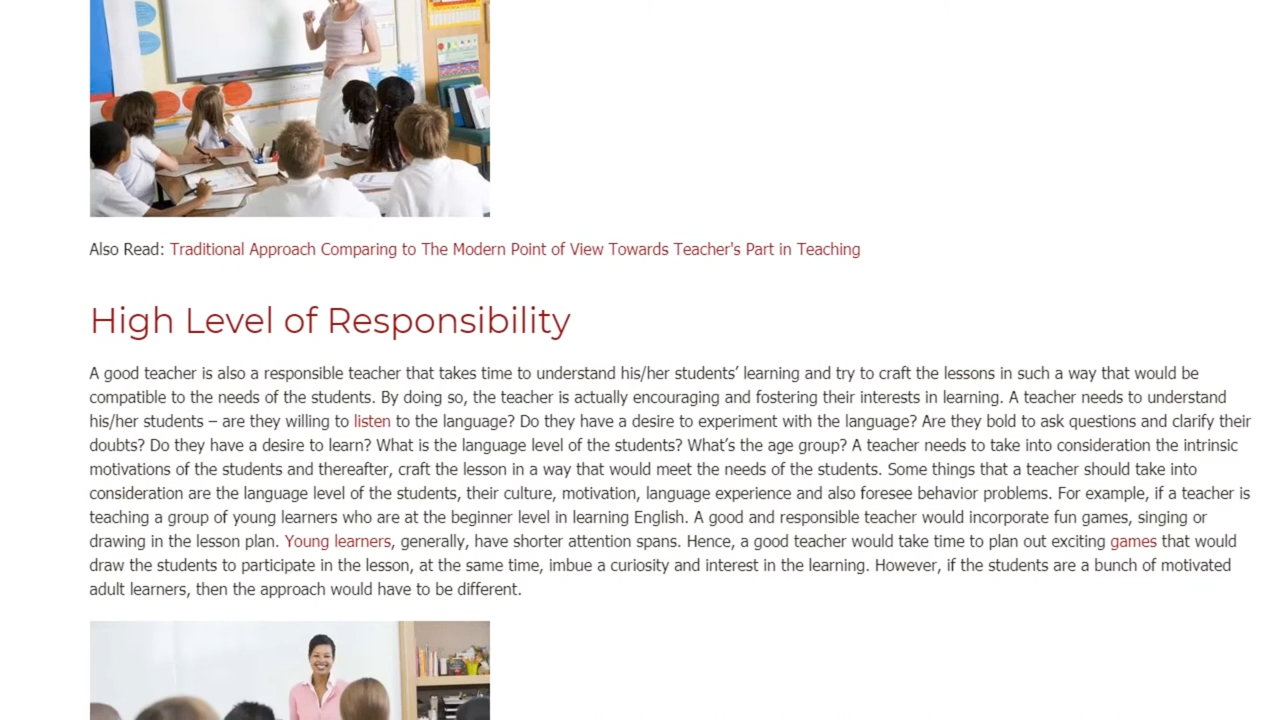 Also Read: Traditional Approach Comparing to The Modern Point of View Towards Teacher's Part in Teaching
High Level of Responsibility
A good teacher is also a responsible teacher that takes time to understand his/her students’ learning and try to craft the lessons in such a way that would be
compatible to the needs of the students. By doing so, the teacher is actually encouraging and fostering their interests in learning. A teacher needs to understand
his/her students – are they willing to listen to the language? Do they have a desire to experiment with the language? Are they bold to ask questions and clarify their
doubts? Do they have a desire to learn? What is the language level of the students? What’s the age group? A teacher needs to take into consideration the intrinsic
motivations of the students and thereafter, craft the lesson in a way that would meet the needs of the students. Some things that a teacher should take into
consideration are the language level of the students, their culture, motivation, language experience and also foresee behavior problems. For example, if a teacher is
teaching a group of young learners who are at the beginner level in learning English. A good and responsible teacher would incorporate fun games, singing or
drawing in the lesson plan. Young learners, generally, have shorter attention spans. Hence, a good teacher would take time to plan out exciting games that would
draw the students to participate in the lesson, at the same time, imbue a curiosity and interest in the learning. However, if the students are a bunch of motivated
adult learners, then the approach would have to be different.